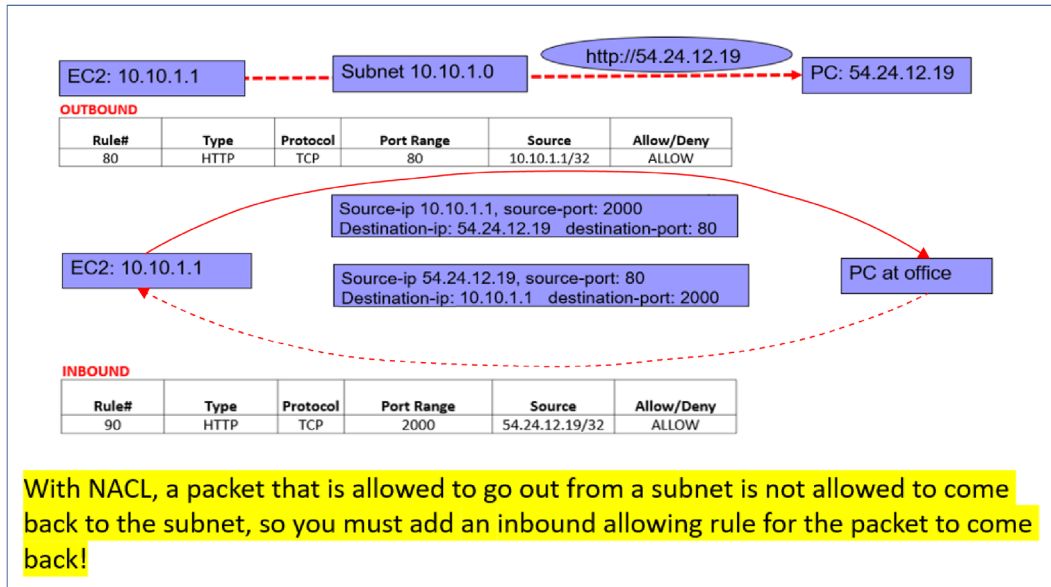 EC2: 10.10.1.1
Subnet 10.10.1.0
http://54.24.12.19
PC: 54.24.12.19
OUTBOUND
Rule# Type Protocol Port Range Source Allow/Deny
80 HTTP TCP 80 10.10.1.1/32 ALLOW
Source-ip 10.10.1.1, source-port: 2000
Destination-ip: 54.24.12.19 destination-port: 80
EC2: 10.10.1.1
PC at office
Source-ip 54.24.12.19, source-port: 80
Destination-ip: 10.10.1.1 destination-port: 2000
INBOUND
Rule# Type Protocol Port Range Source Allow/Deny
90 HTTP TCP 2000 54.24.12.19/32 ALLOW
With NACL, a packet that is allowed to go out from a subnet is not allowed to come
back to the subnet, so you must add an inbound allowing rule for the packet to come
back!